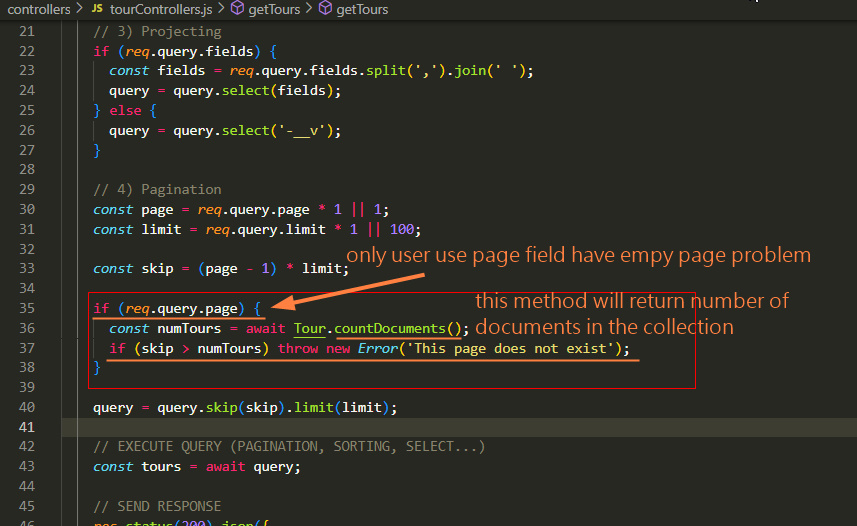 controllers > JS tourControllers.js > getTours > getTours
21 // 3) Projecting
22 if (req.query.fields) {
23 const fields = req.query.fields.split(',').join(' ');
24 query = query.select(fields);
25 } else {
26 query = query.select('-__v');
27 }
28
29 // 4) Pagination
30 const page = req.query.page * 1 || 1;
31 const limit = req.query.limit * 1 || 100;
32
only user use page field have empy page problem
33 const skip = (page - 1) * limit;
34
this method will return number of
35 if (req.query.page) {
36 const numTours = await Tour.countDocuments();
documents in the collection
37 if (skip > numTours) throw new Error('This page does not exist');
38 }
39
40 query = query.skip(skip).limit(limit);
41
42 // EXECUTE QUERY (PAGINATION, SORTING, SELECT...)
43 const tours = await query;
44
45 // SEND RESPONSE
46 res.status(200).json({